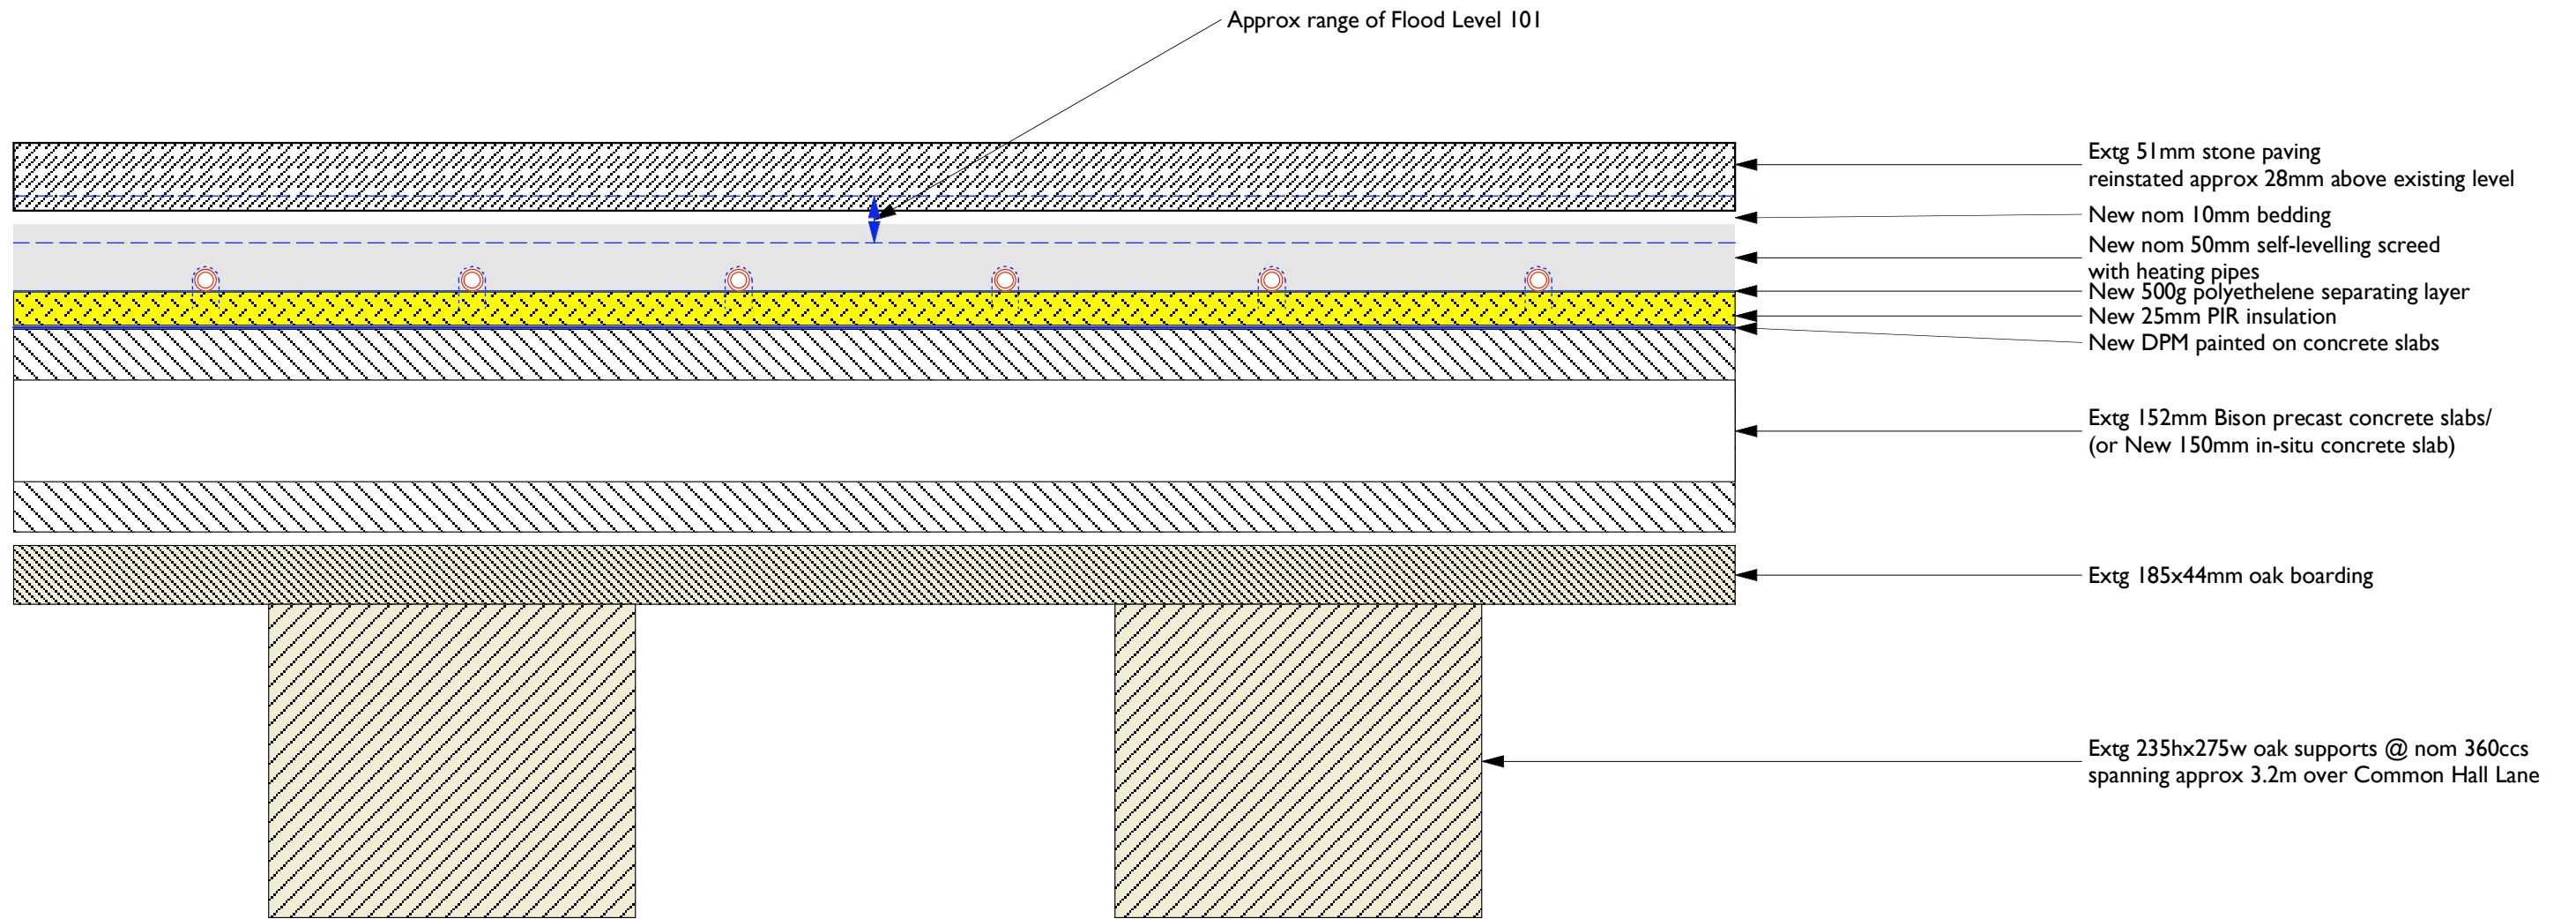 Approx range of Flood Level 101
Extg 51mm stone paving
reinstated approx 28mm above existing level
New nom 10mm bedding
New nom 50mm self-levelling screed
with heating pipes
New 500g polyethelene separating layer
New 25mm PIR insulation
New DPM painted on concrete slabs
Extg 152mm Bison precast concrete slabs/
(or New 150mm in-situ concrete slab)
Extg 185x44mm oak boarding
Extg 235hx275w oak supports @ nom 360ccs
spanning approx 3.2m over Common Hall Lane